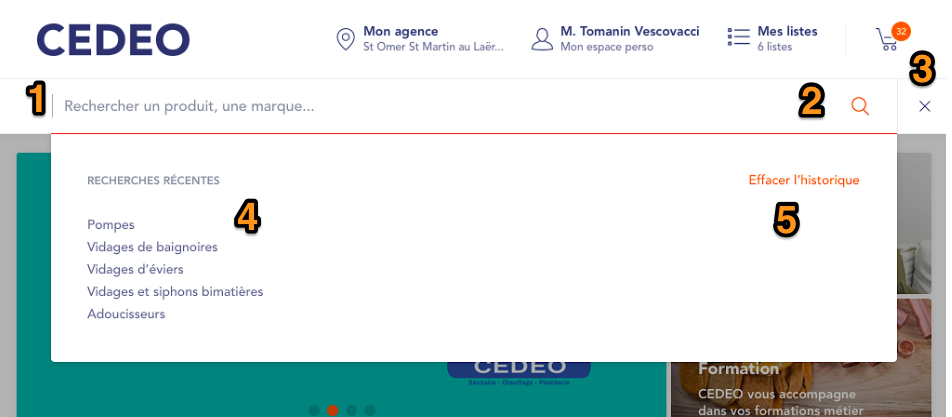 CEDEO
Mon agence
St Omer St Martin au Laër...
M. Tomanin Vescovacci
Mon espace perso
Mes listes
6 listes
32
3
1
Rechercher un produit, une marque...
2
RECHERCHES RÉCENTES
Effacer l'historique
4
5
Pompes
Vidages de baignoires
Vidages d'éviers
Vidages et siphons bimatières
Adoucisseurs
CEDEO
Sanitaire - Chauffage - Plomberie
Formation
CEDEO vous accompagne
dans vos formations métier